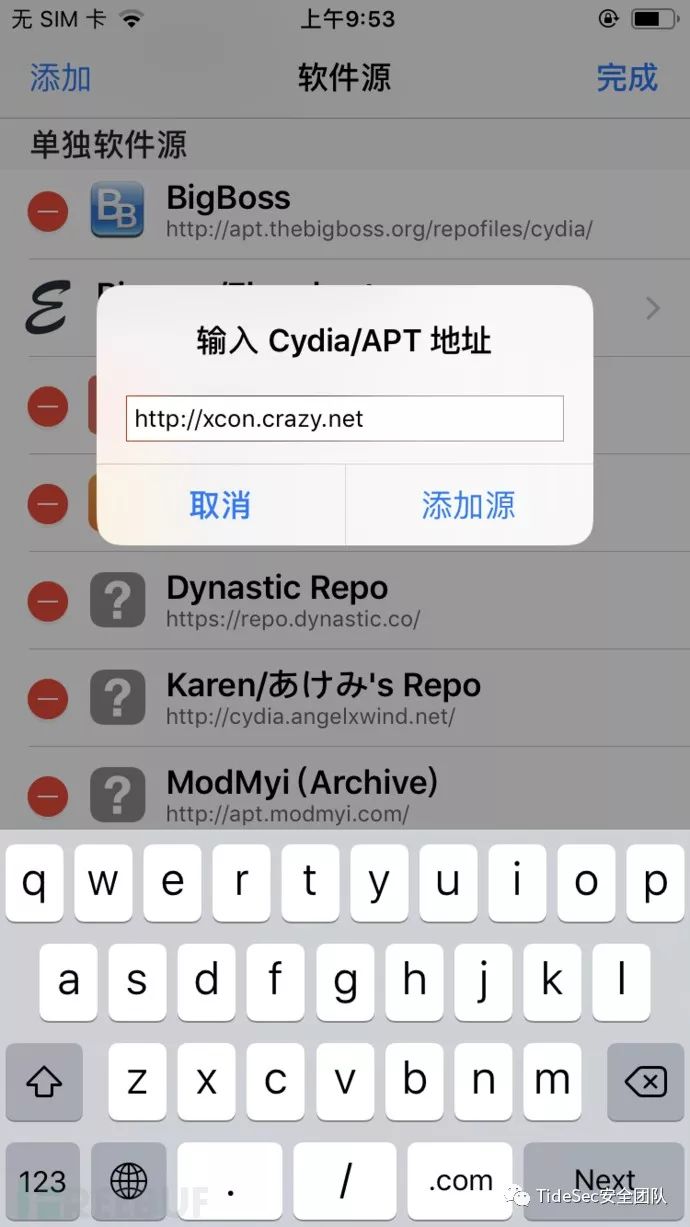 无 SIM 卡 上午9:53
添加 软件源 完成
单独软件源
BigBoss
http://apt.thebigboss.org/repofiles/cydia/
输入 Cydia/APT 地址
http://xcon.crazy.net
取消 添加源
Dynastic Repo
https://repo.dynastic.co/
Karen/あけみ's Repo
http://cydia.angelxwind.net/
ModMyi (Archive)
http://apt.modmyi.com/
q w e r t y u i o p
a s d f g h j k l
z x c v b n m
123 . / .com Next
FREEBUF
TideSec安全团队